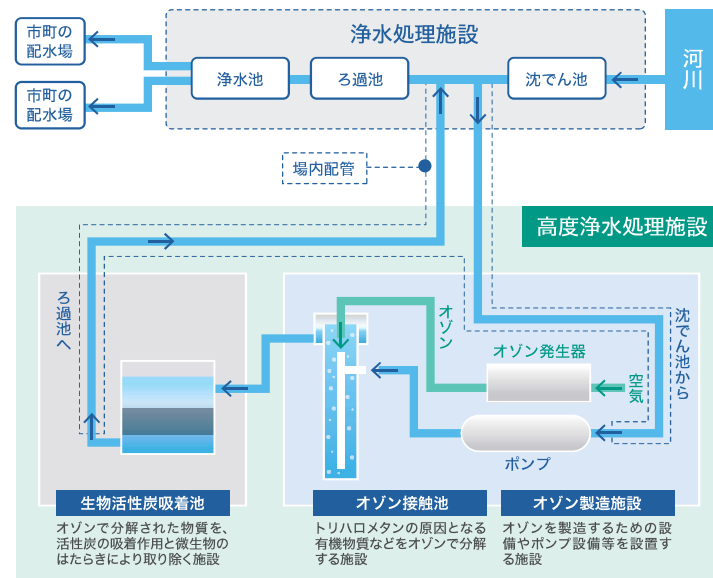 浄水処理施設
市町の
配水場
市町の
配水場
浄水池
ろ過池
沈でん池
河川
場内配管
高度浄水処理施設
ろ過池へ
オゾン
オゾン発生器
空気
沈でん池から
ポンプ
生物活性炭吸着池
オゾンで分解された物質を、
活性炭の吸着作用と微生物の
はたらきにより取り除く施設
オゾン接触池
トリハロメタンの原因となる
有機物質などをオゾンで分解
する施設
オゾン製造施設
オゾンを製造するための設
備やポンプ設備等を設置す
る施設